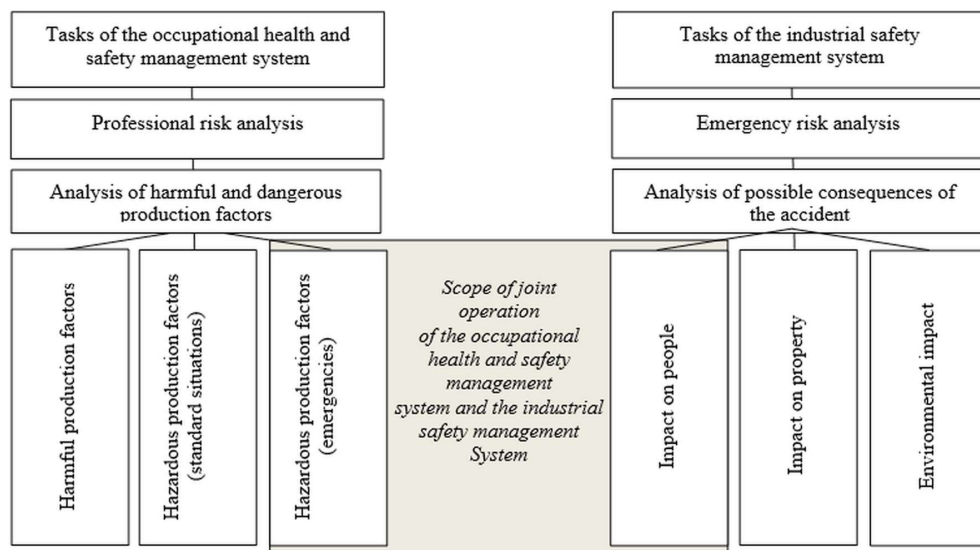 Tasks of the occupational health and
safety management system
Tasks of the industrial safety
management system
Professional risk analysis
Emergency risk analysis
Analysis of harmful and dangerous
production factors
Analysis of possible consequences of
the accident
Harmful production factors
Hazardous production factors
(standard situations)
Hazardous production factors
(emergencies)
Scope of joint
operation
of the occupational
health and safety
management
system and the industrial
safety management
System
Impact on people
Impact on property
Environmental impact